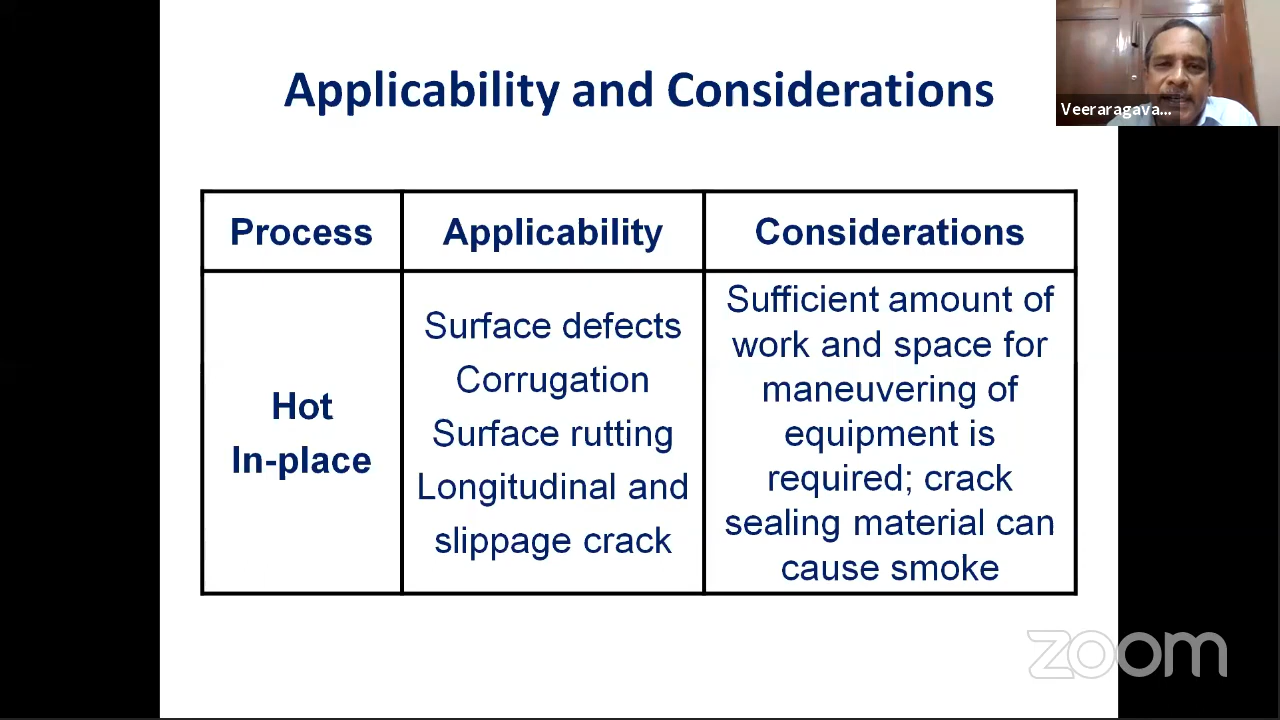 Applicability and Considerations
Veeraragava...
Process
Applicability
Considerations
Hot
In-place
Surface defects
Corrugation
Surface rutting
Longitudinal and
slippage crack
Sufficient amount of
work and space for
maneuvering of
equipment is
required; crack
sealing material can
cause smoke
zoom